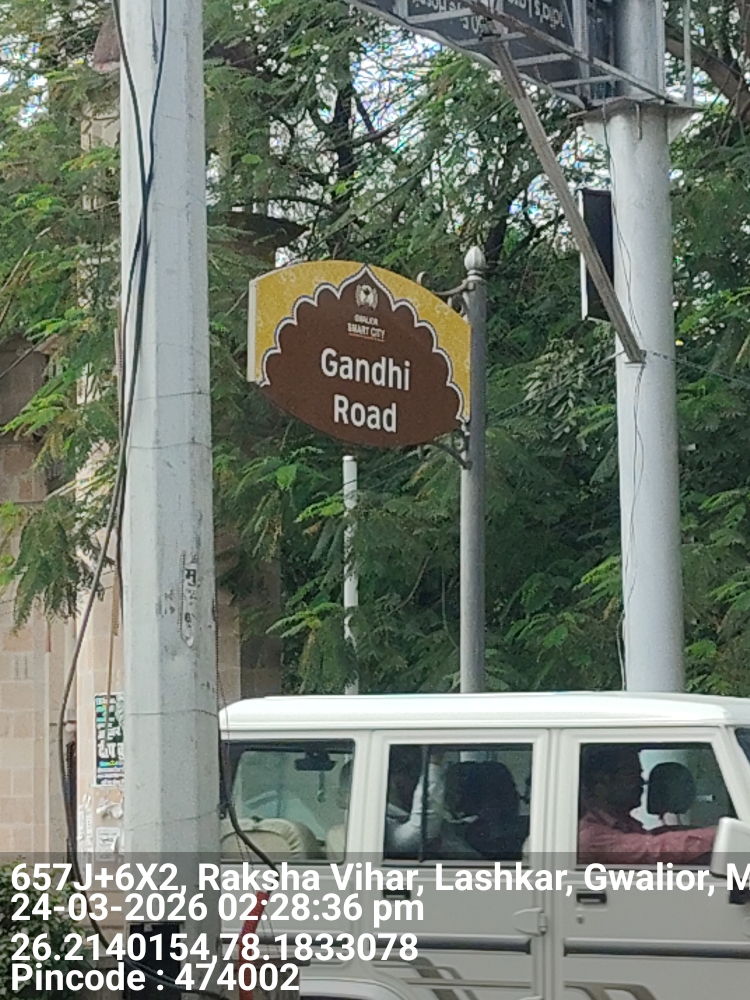 GWALIOR
SMART CITY
Gandhi
Road
657J+6X2, Raksha Vihar, Lashkar, Gwalior, M
24-03-2026 02:28:36 pm
26.2140154,78.1833078
Pincode : 474002